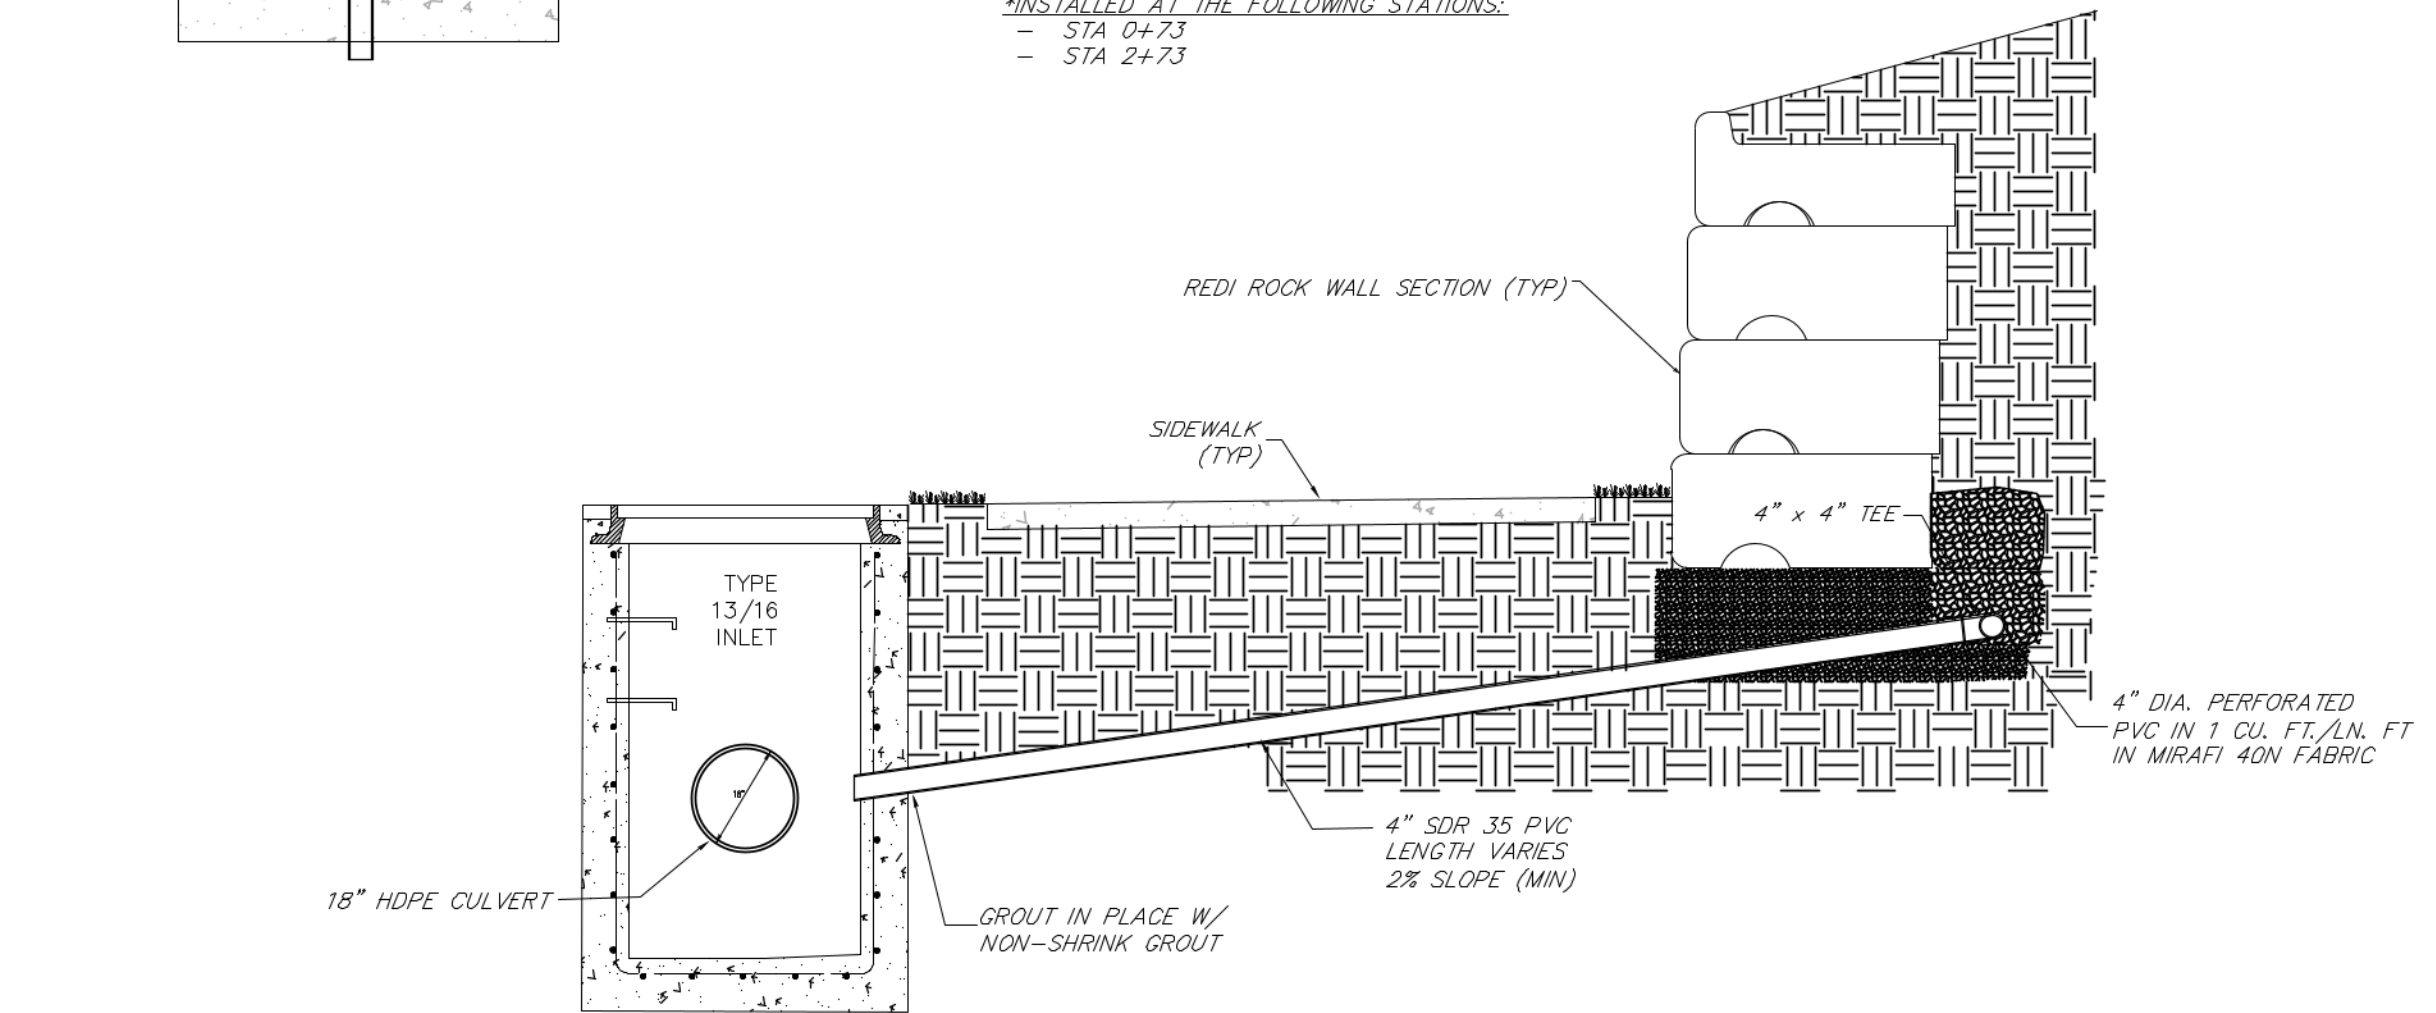 *INSTALLED AT THE FOLLOWING STATIONS:
- STA 0+73
- STA 2+73
REDI ROCK WALL SECTION (TYP)
SIDEWALK
(TYP)
4" x 4" TEE
TYPE
13/16
INLET
4" DIA. PERFORATED
PVC IN 1 CU. FT./LN. FT
IN MIRAFI 40N FABRIC
18"
4" SDR 35 PVC
LENGTH VARIES
2% SLOPE (MIN)
18" HDPE CULVERT
GROUT IN PLACE W/
NON-SHRINK GROUT